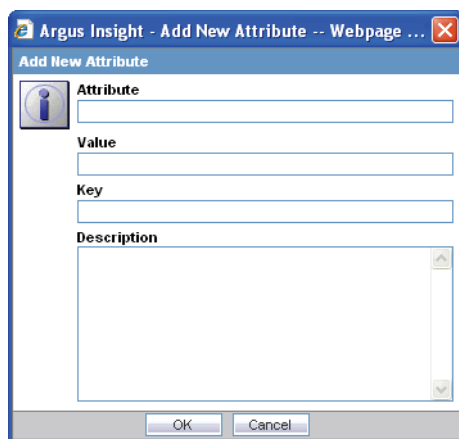 Argus Insight - Add New Attribute -- Webpage ...
Add New Attribute
Attribute
Value
Key
Description
OK Cancel